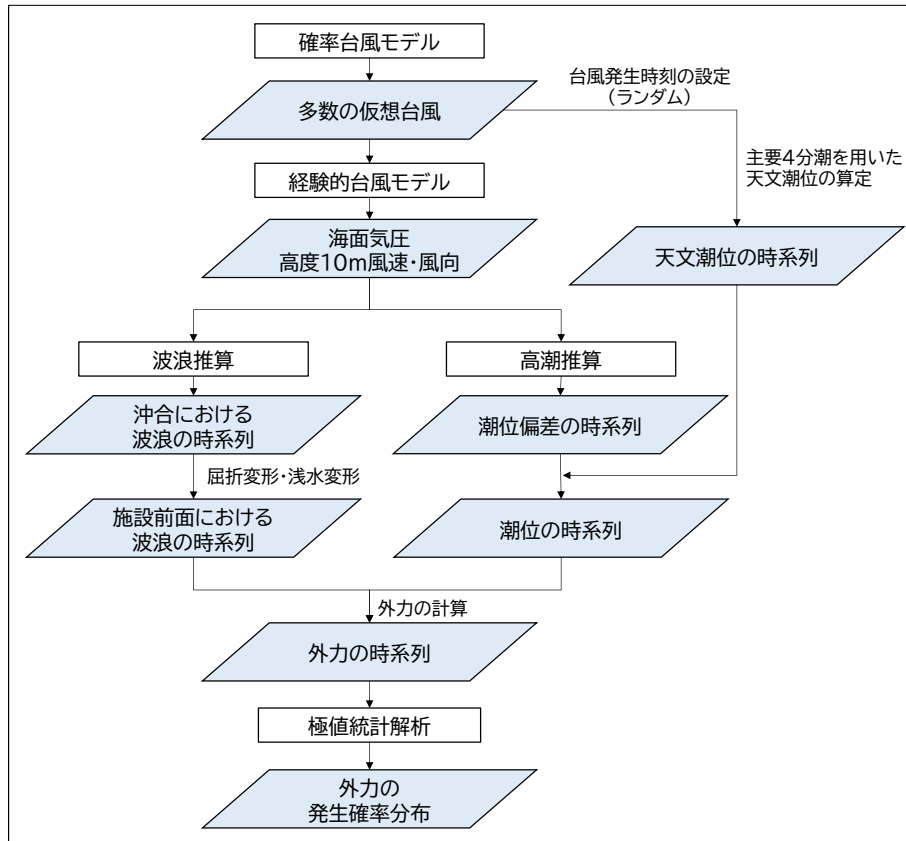 確率台風モデル
多数の仮想台風
台風発生時刻の設定
（ランダム）
主要4分潮を用いた
天文潮位の算定
経験的台風モデル
海面気圧
高度10m風速・風向
天文潮位の時系列
波浪推算
高潮推算
沖合における
波浪の時系列
潮位偏差の時系列
屈折変形・浅水変形
施設前面における
波浪の時系列
潮位の時系列
外力の計算
外力の時系列
極値統計解析
外力の
発生確率分布